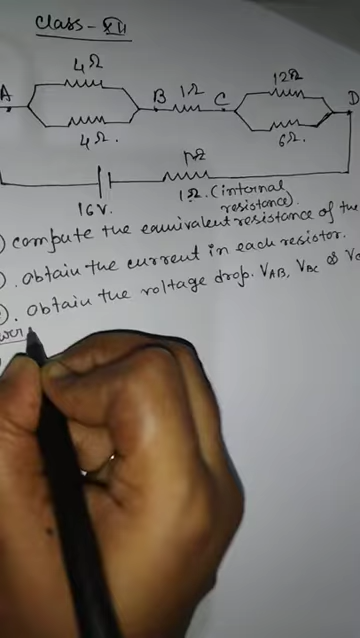 Class - XII
4Ω
12Ω
A
B
1Ω
C
D
4Ω.
6Ω.
1Ω
16V.
1Ω. (internal
resistance).
) compute the equivalent resistance of the
). obtain the current in each resistor.
). obtain the voltage drop. VAB, VBC &